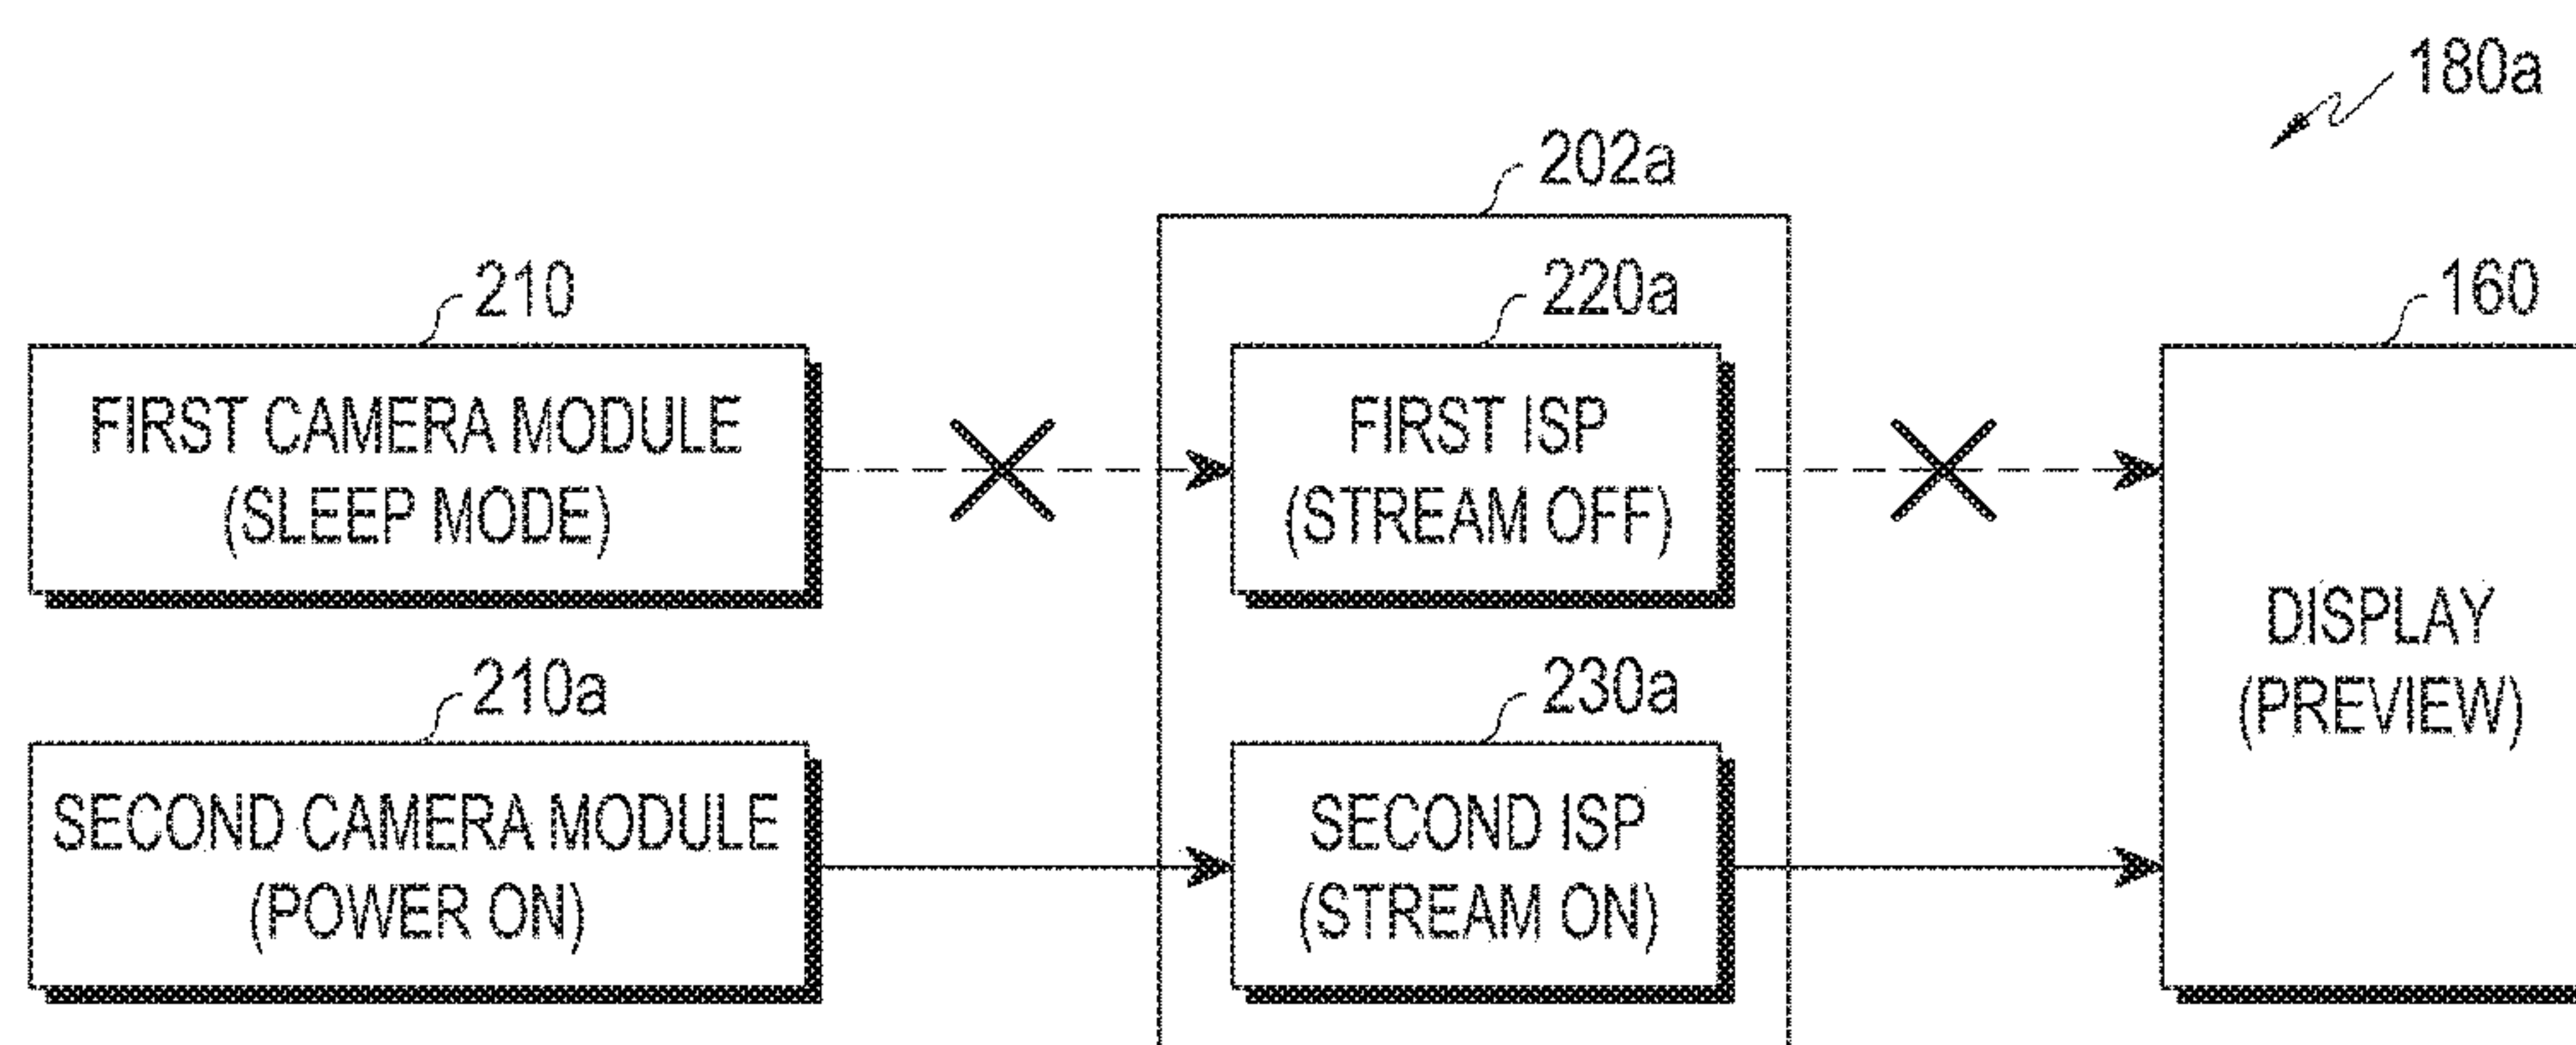 180a
202a
210
220a
160
FIRST CAMERA MODULE
(SLEEP MODE)
FIRST ISP
(STREAM OFF)
DISPLAY
(PREVIEW)
210a
230a
SECOND CAMERA MODULE
(POWER ON)
SECOND ISP
(STREAM ON)